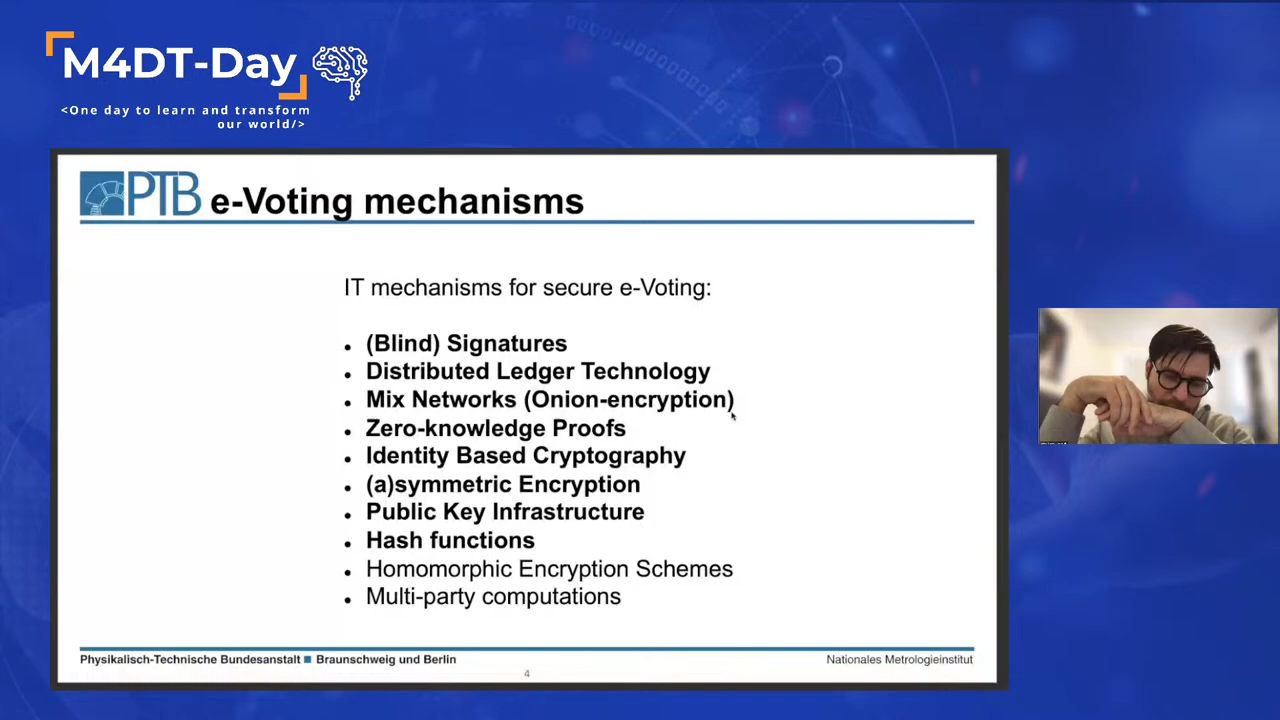 M4DT-Day
<One day to learn and transform
our world/>
PTB e-Voting mechanisms
IT mechanisms for secure e-Voting:
(Blind) Signatures
Distributed Ledger Technology
Mix Networks (Onion-encryption)
Zero-knowledge Proofs
Identity Based Cryptography
(a)symmetric Encryption
Public Key Infrastructure
Hash functions
Homomorphic Encryption Schemes
Multi-party computations
Physikalisch-Technische Bundesanstalt ■ Braunschweig und Berlin
Nationales Metrologieinstitut
4